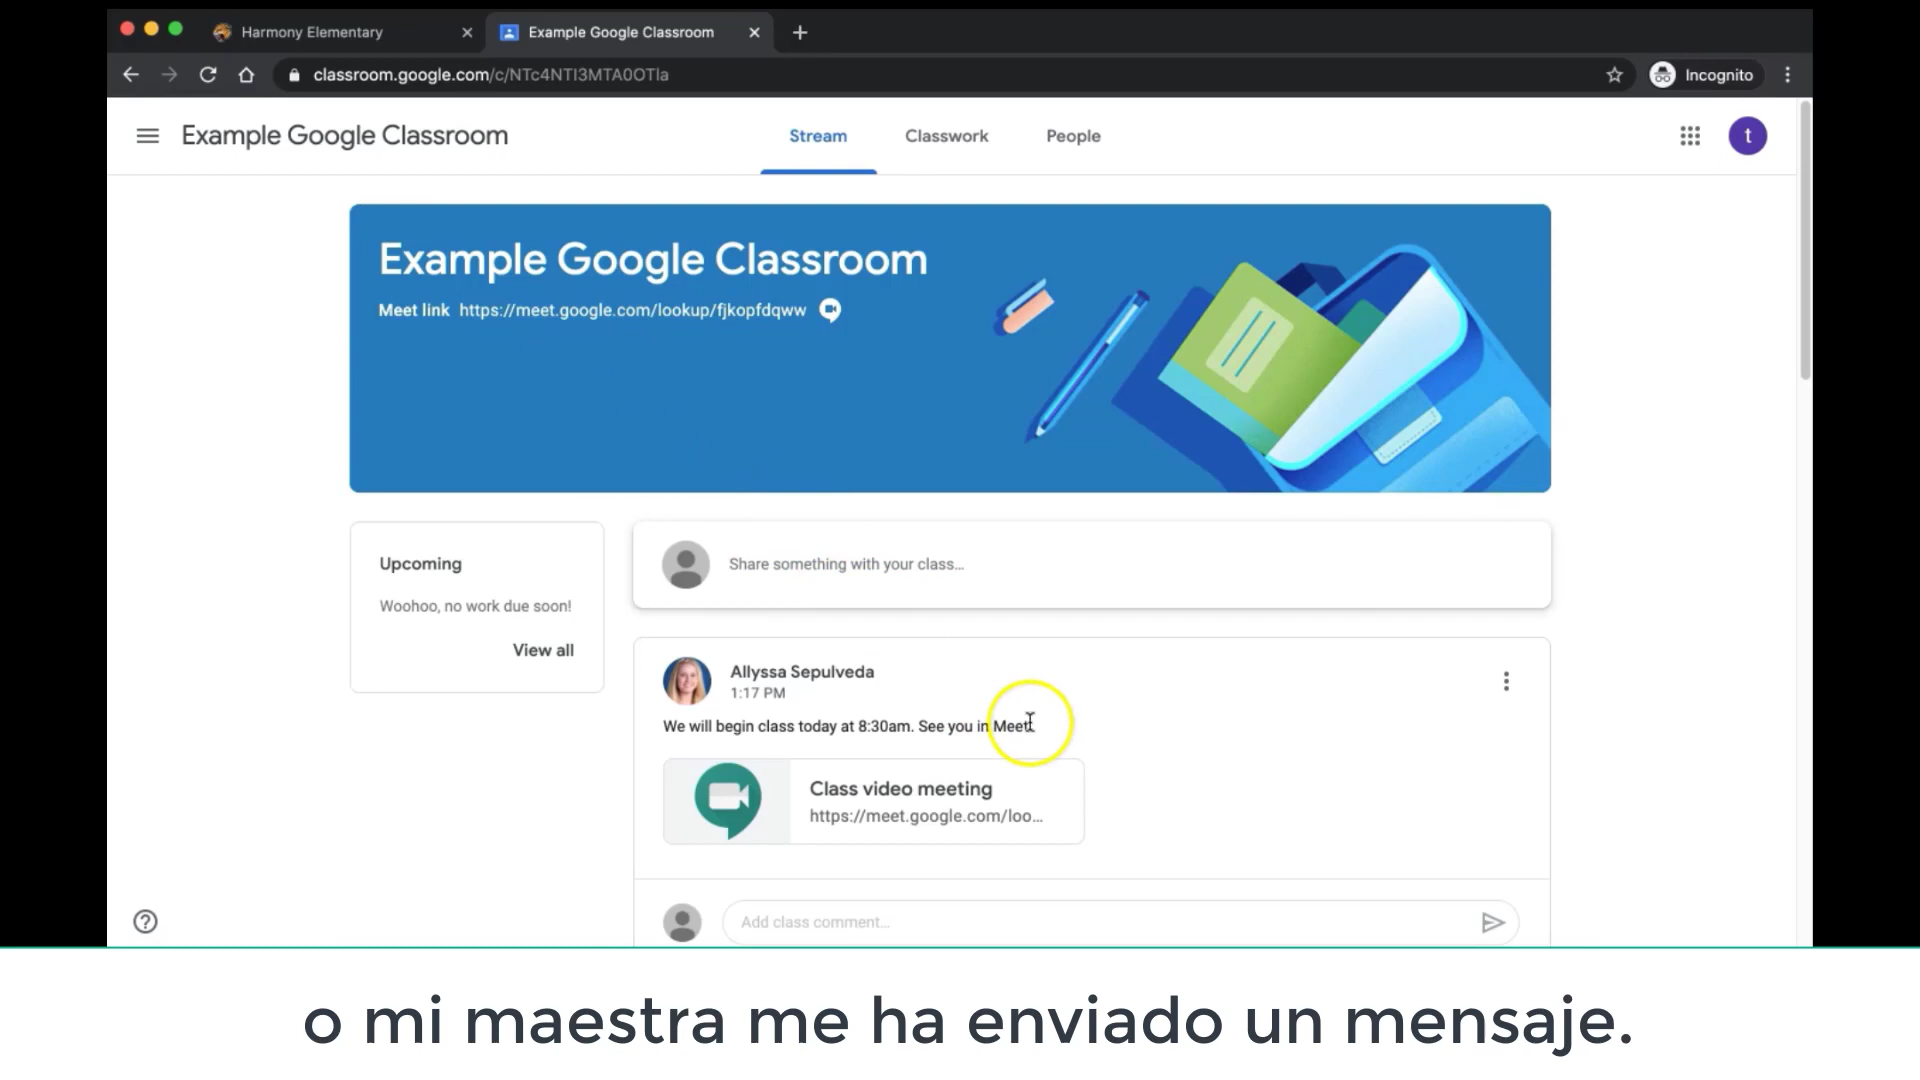 Harmony Elementary
Example Google Classroom
classroom.google.com/c/NTc4NTI3MTA0OTla
Incognito
Example Google Classroom
Stream
Classwork
People
t
Example Google Classroom
Meet link https://meet.google.com/lookup/fjkopfdqww
Upcoming
Woohoo, no work due soon!
View all
Share something with your class...
Allyssa Sepulveda
1:17 PM
We will begin class today at 8:30am. See you in Meet.
Class video meeting
https://meet.google.com/loo...
Add class comment...
o mi maestra me ha enviado un mensaje.